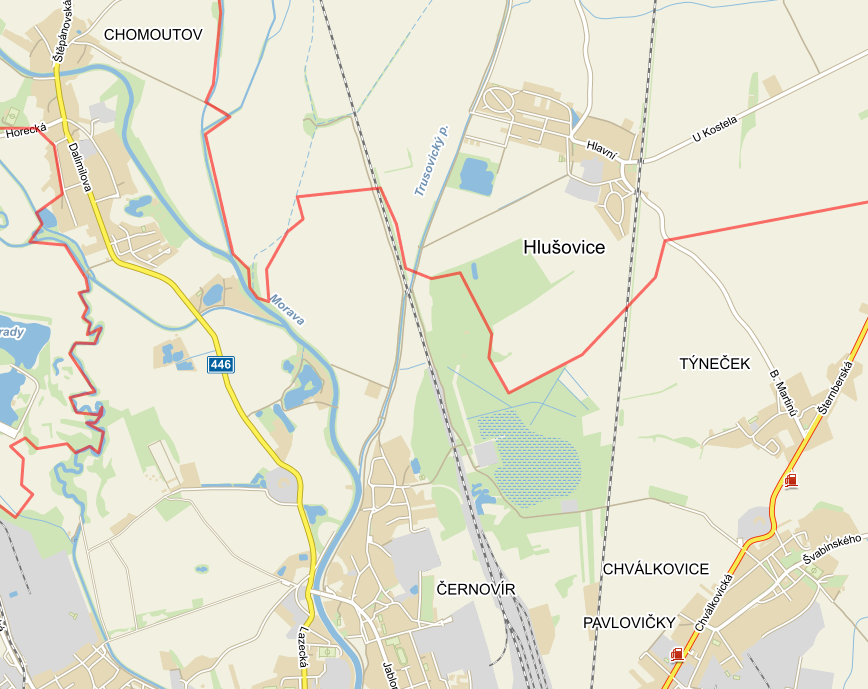 Štěpánovská
CHOMOUTOV
Horecká
Dalimilova
Trusovický p.
Hlavní
U Kostela
Hlušovice
Morava
rady
446
TÝNEČEK
B. Martinů
Šternberská
Švabinského
CHVÁLKOVICE
ČERNOVÍR
Chválkovická
PAVLOVIČKY
Lazecká
Jablo